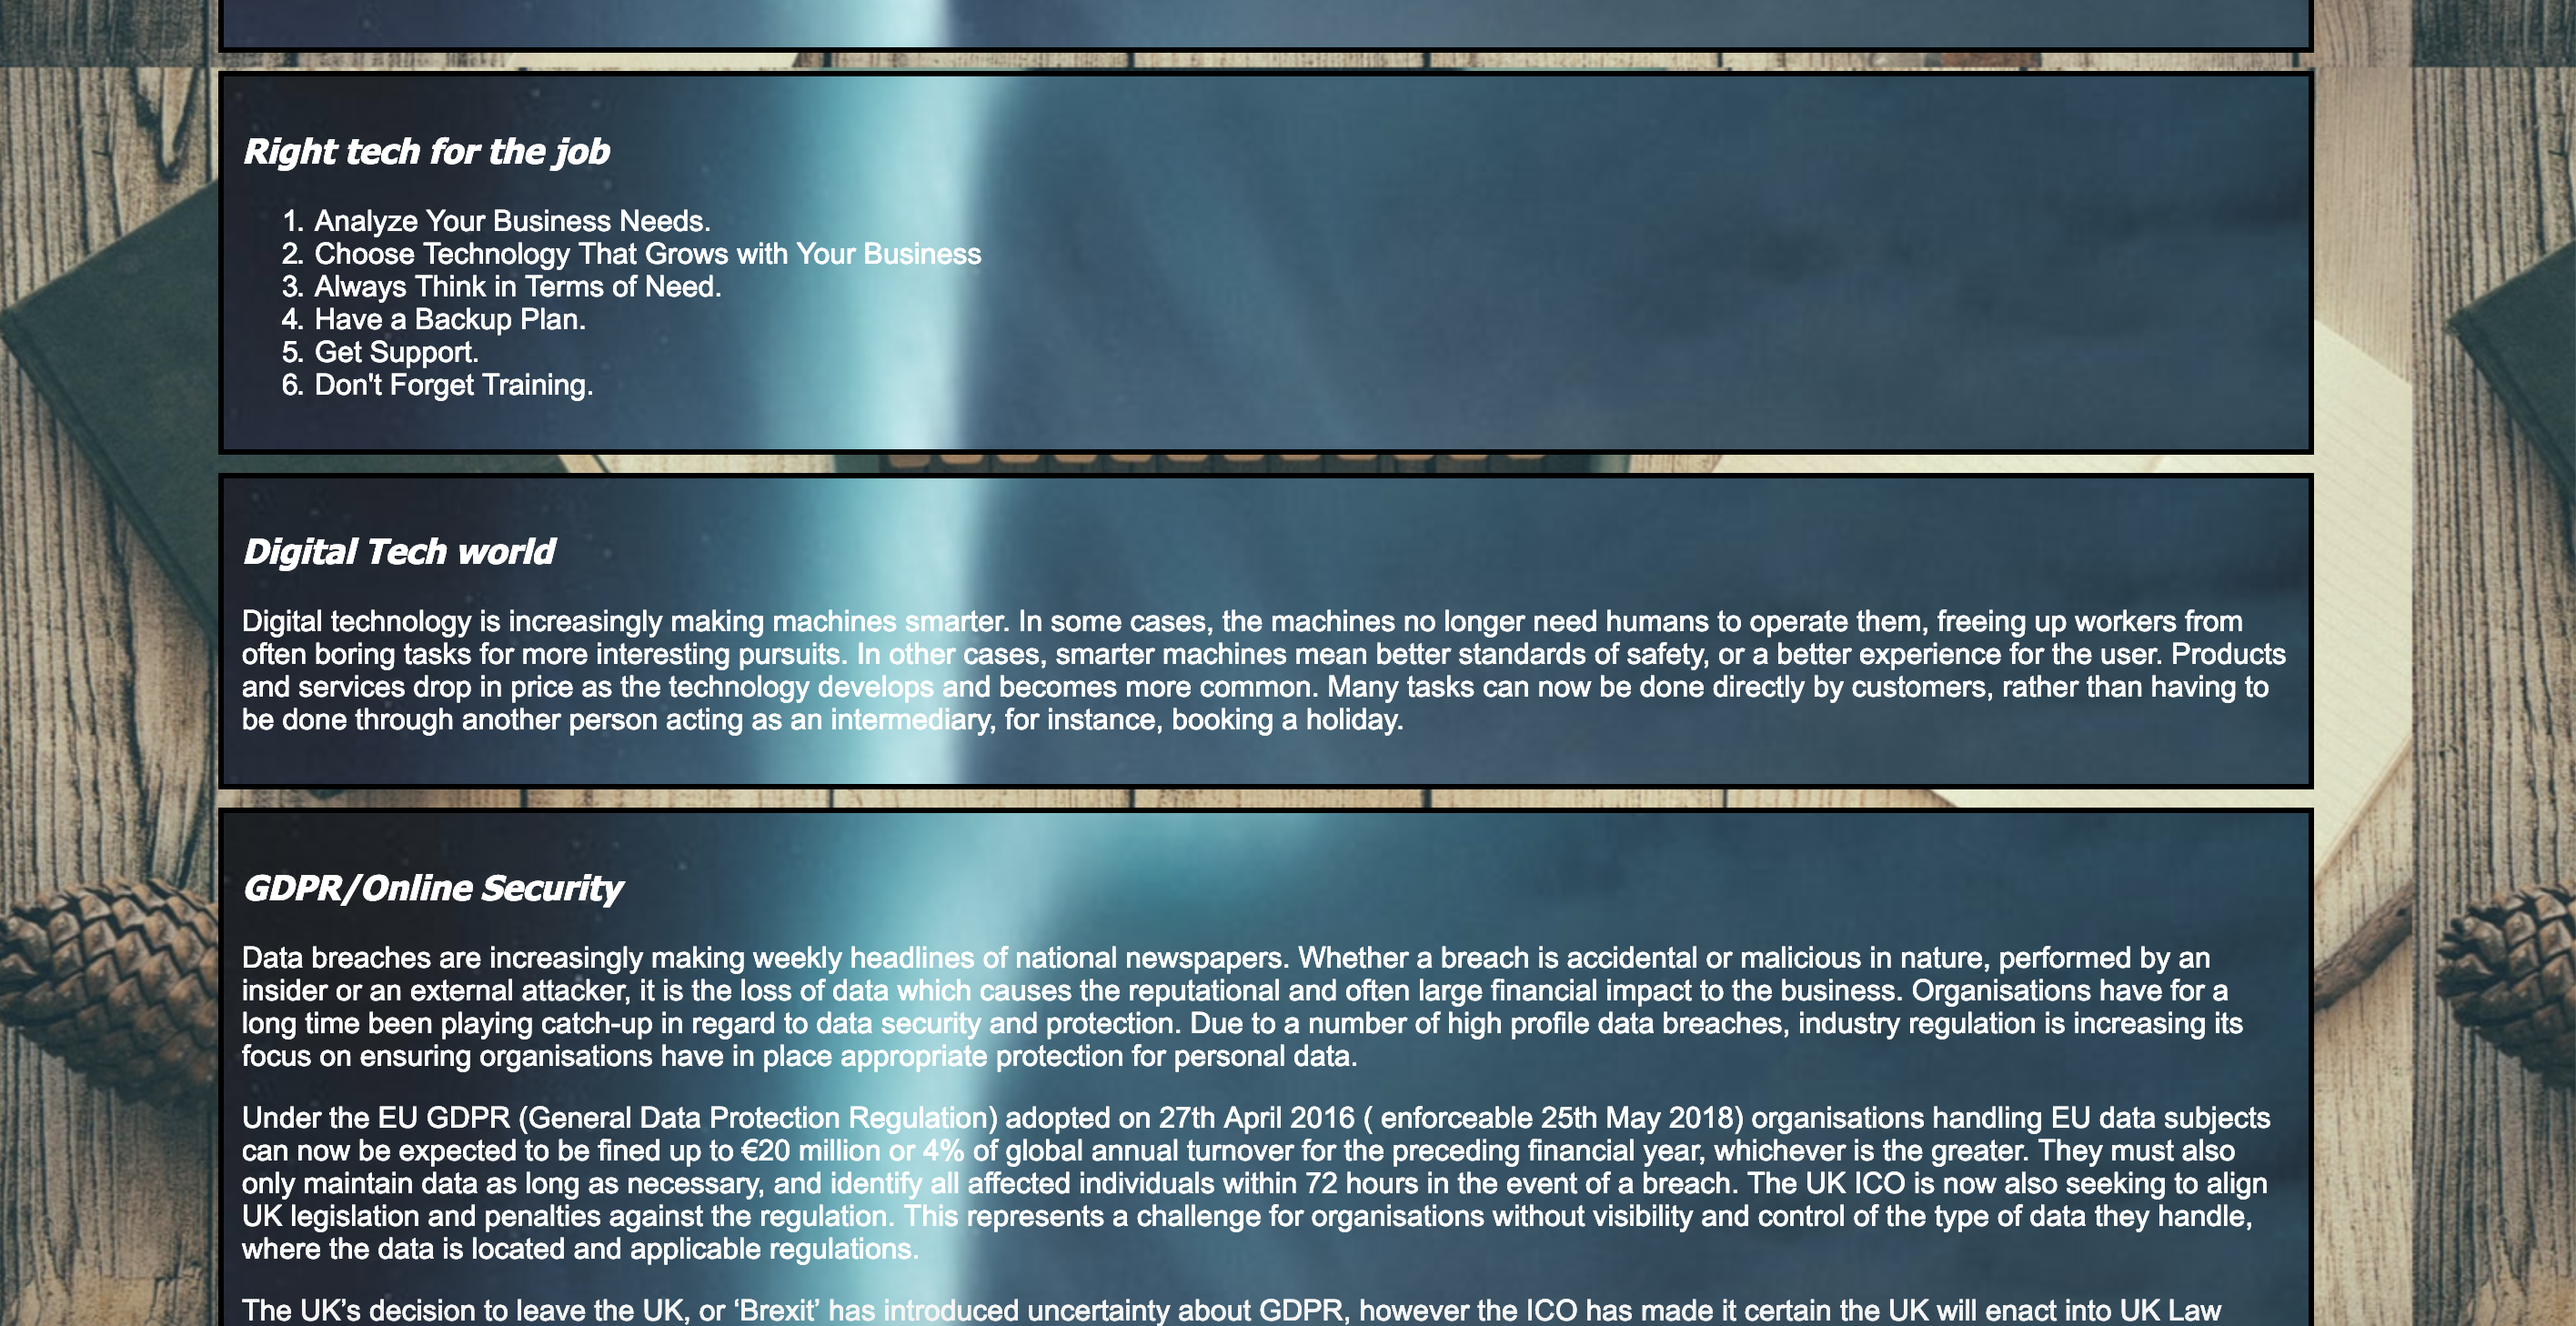 Right tech for the job
1. Analyze Your Business Needs.
2. Choose Technology That Grows with Your Business
3. Always Think in Terms of Need.
4. Have a Backup Plan.
5. Get Support.
6. Don't Forget Training.
Digital Tech world
Digital technology is increasingly making machines smarter. In some cases, the machines no longer need humans to operate them, freeing up workers from
often boring tasks for more interesting pursuits. In other cases, smarter machines mean better standards of safety, or a better experience for the user. Products
and services drop in price as the technology develops and becomes more common. Many tasks can now be done directly by customers, rather than having to
be done through another person acting as an intermediary, for instance, booking a holiday.
GDPR/Online Security
Data breaches are increasingly making weekly headlines of national newspapers. Whether a breach is accidental or malicious in nature, performed by an
insider or an external attacker, it is the loss of data which causes the reputational and often large financial impact to the business. Organisations have for a
long time been playing catch-up in regard to data security and protection. Due to a number of high profile data breaches, industry regulation is increasing its
focus on ensuring organisations have in place appropriate protection for personal data.
Under the EU GDPR (General Data Protection Regulation) adopted on 27th April 2016 ( enforceable 25th May 2018) organisations handling EU data subjects
can now be expected to be fined up to €20 million or 4% of global annual turnover for the preceding financial year, whichever is the greater. They must also
only maintain data as long as necessary, and identify all affected individuals within 72 hours in the event of a breach. The UK ICO is now also seeking to align
UK legislation and penalties against the regulation. This represents a challenge for organisations without visibility and control of the type of data they handle,
where the data is located and applicable regulations.
The UK’s decision to leave the UK, or ‘Brexit’ has introduced uncertainty about GDPR, however the ICO has made it certain the UK will enact into UK Law